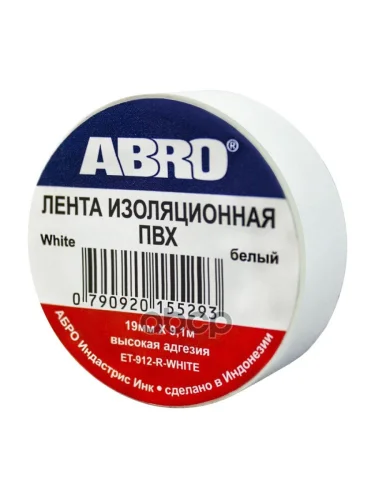 ABRO®
ЛЕНТА ИЗОЛЯЦИОННАЯ
ПВХ
White
белый
0 790920 155293
19мм X 9,1м
высокая адгезия
ET-912-R-WHITE
АБРО Индастрис Инк • сделано в Индонезии